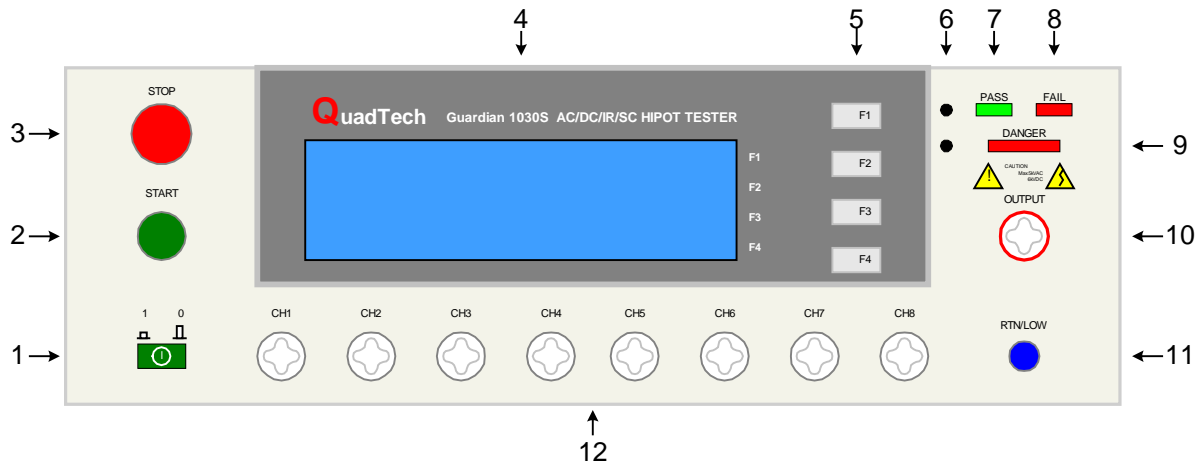 4 5 6 7 8
STOP
PASS FAIL
QuadTech Guardian 1030S AC/DC/IR/SC HIPOT TESTER
F1
3
DANGER
9
F1
F2
CAUTION
Max5kVAC
6kVDC
START
F2
OUTPUT
F3
F3
2
10
F4
F4
1 0
CH1 CH2 CH3 CH4 CH5 CH6 CH7 CH8
RTN/LOW
1
11
12